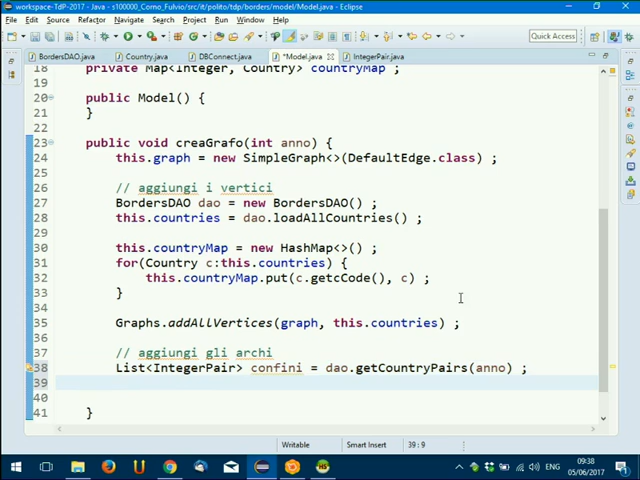 workspace-TdP-2017 - Java - s100000_Corno_Fulvio/src/it/polito/tdp/borders/model/Model.java - Eclipse
File Edit Source Refactor Navigate Search Project Run Window Help
Quick Access
BordersDAO.java Country.java DBConnect.java *Model.java IntegerPair.java
18 private Map<Integer, Country> countryMap ;
19
20 public Model() {
21 }
22
23 public void creaGrafo(int anno) {
24 this.graph = new SimpleGraph<>(DefaultEdge.class) ;
25
26 // aggiungi i vertici
27 BordersDAO dao = new BordersDAO() ;
28 this.countries = dao.loadAllCountries() ;
29
30 this.countryMap = new HashMap<>() ;
31 for(Country c:this.countries) {
32 this.countryMap.put(c.getcCode(), c) ;
33 }
34
35 Graphs.addAllVertices(graph, this.countries) ;
36
37 // aggiungi gli archi
38 List<IntegerPair> confini = dao.getCountryPairs(anno) ;
39
40
41 }
Writable Smart Insert 39 : 9
ENG 09:38
05/06/2017